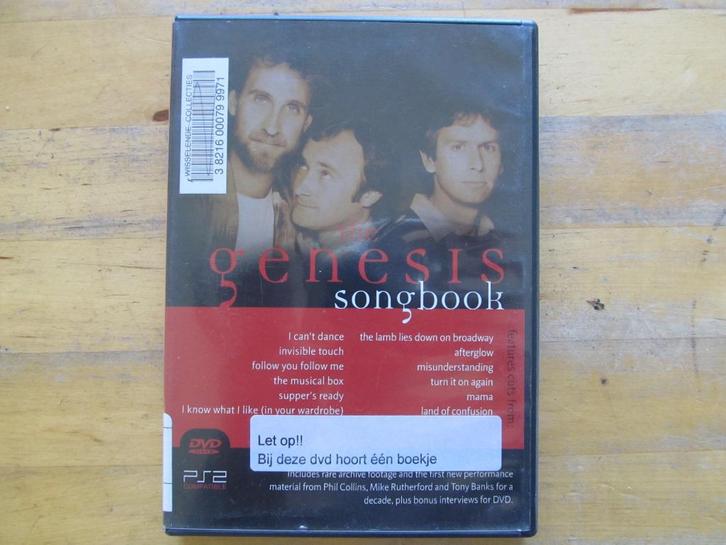 WISSELENDE-COLLECTIES
3 8216 00079 9971
the
genesis
songbook
I can't dance
invisible touch
follow you follow me
the musical box
supper's ready
I know what I like (in your wardrobe)
the lamb lies down on broadway
afterglow
misunderstanding
turn it on again
mama
land of confusion
features cuts from:
DVD
VIDEO
PS2
COMPATIBLE
Let op!!
Bij deze dvd hoort één boekje
Includes rare archive footage and the first new performance
material from Phil Collins, Mike Rutherford and Tony Banks for a
decade, plus bonus interviews for DVD.